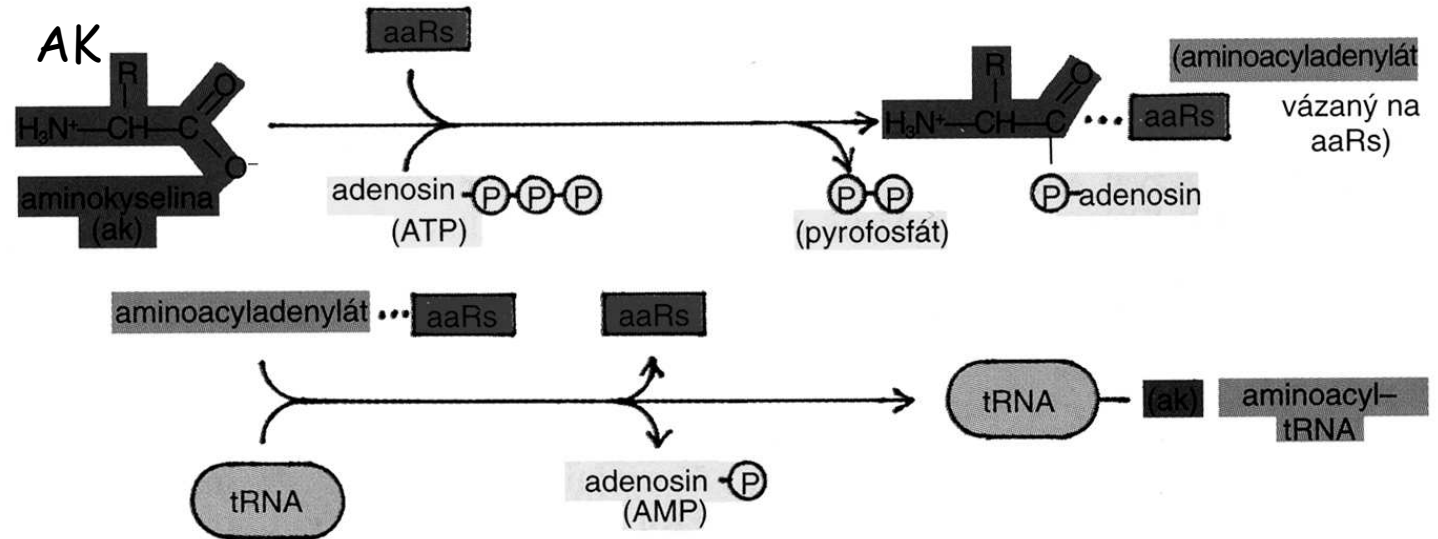 AK
aaRs
R
O
H₃N⁺—CH—C
O⁻
aminokyselina
(ak)
adenosin -P-P-P
(ATP)
P-P
(pyrofosfát)
R
O
H₃N⁺—CH—C
aaRs
P-adenosin
(aminoacyladenylát
vázaný na
aaRs)
aminoacyladenylát ••• aaRs
aaRs
tRNA
adenosin -P
(AMP)
tRNA
(ak)
aminoacyl–
tRNA